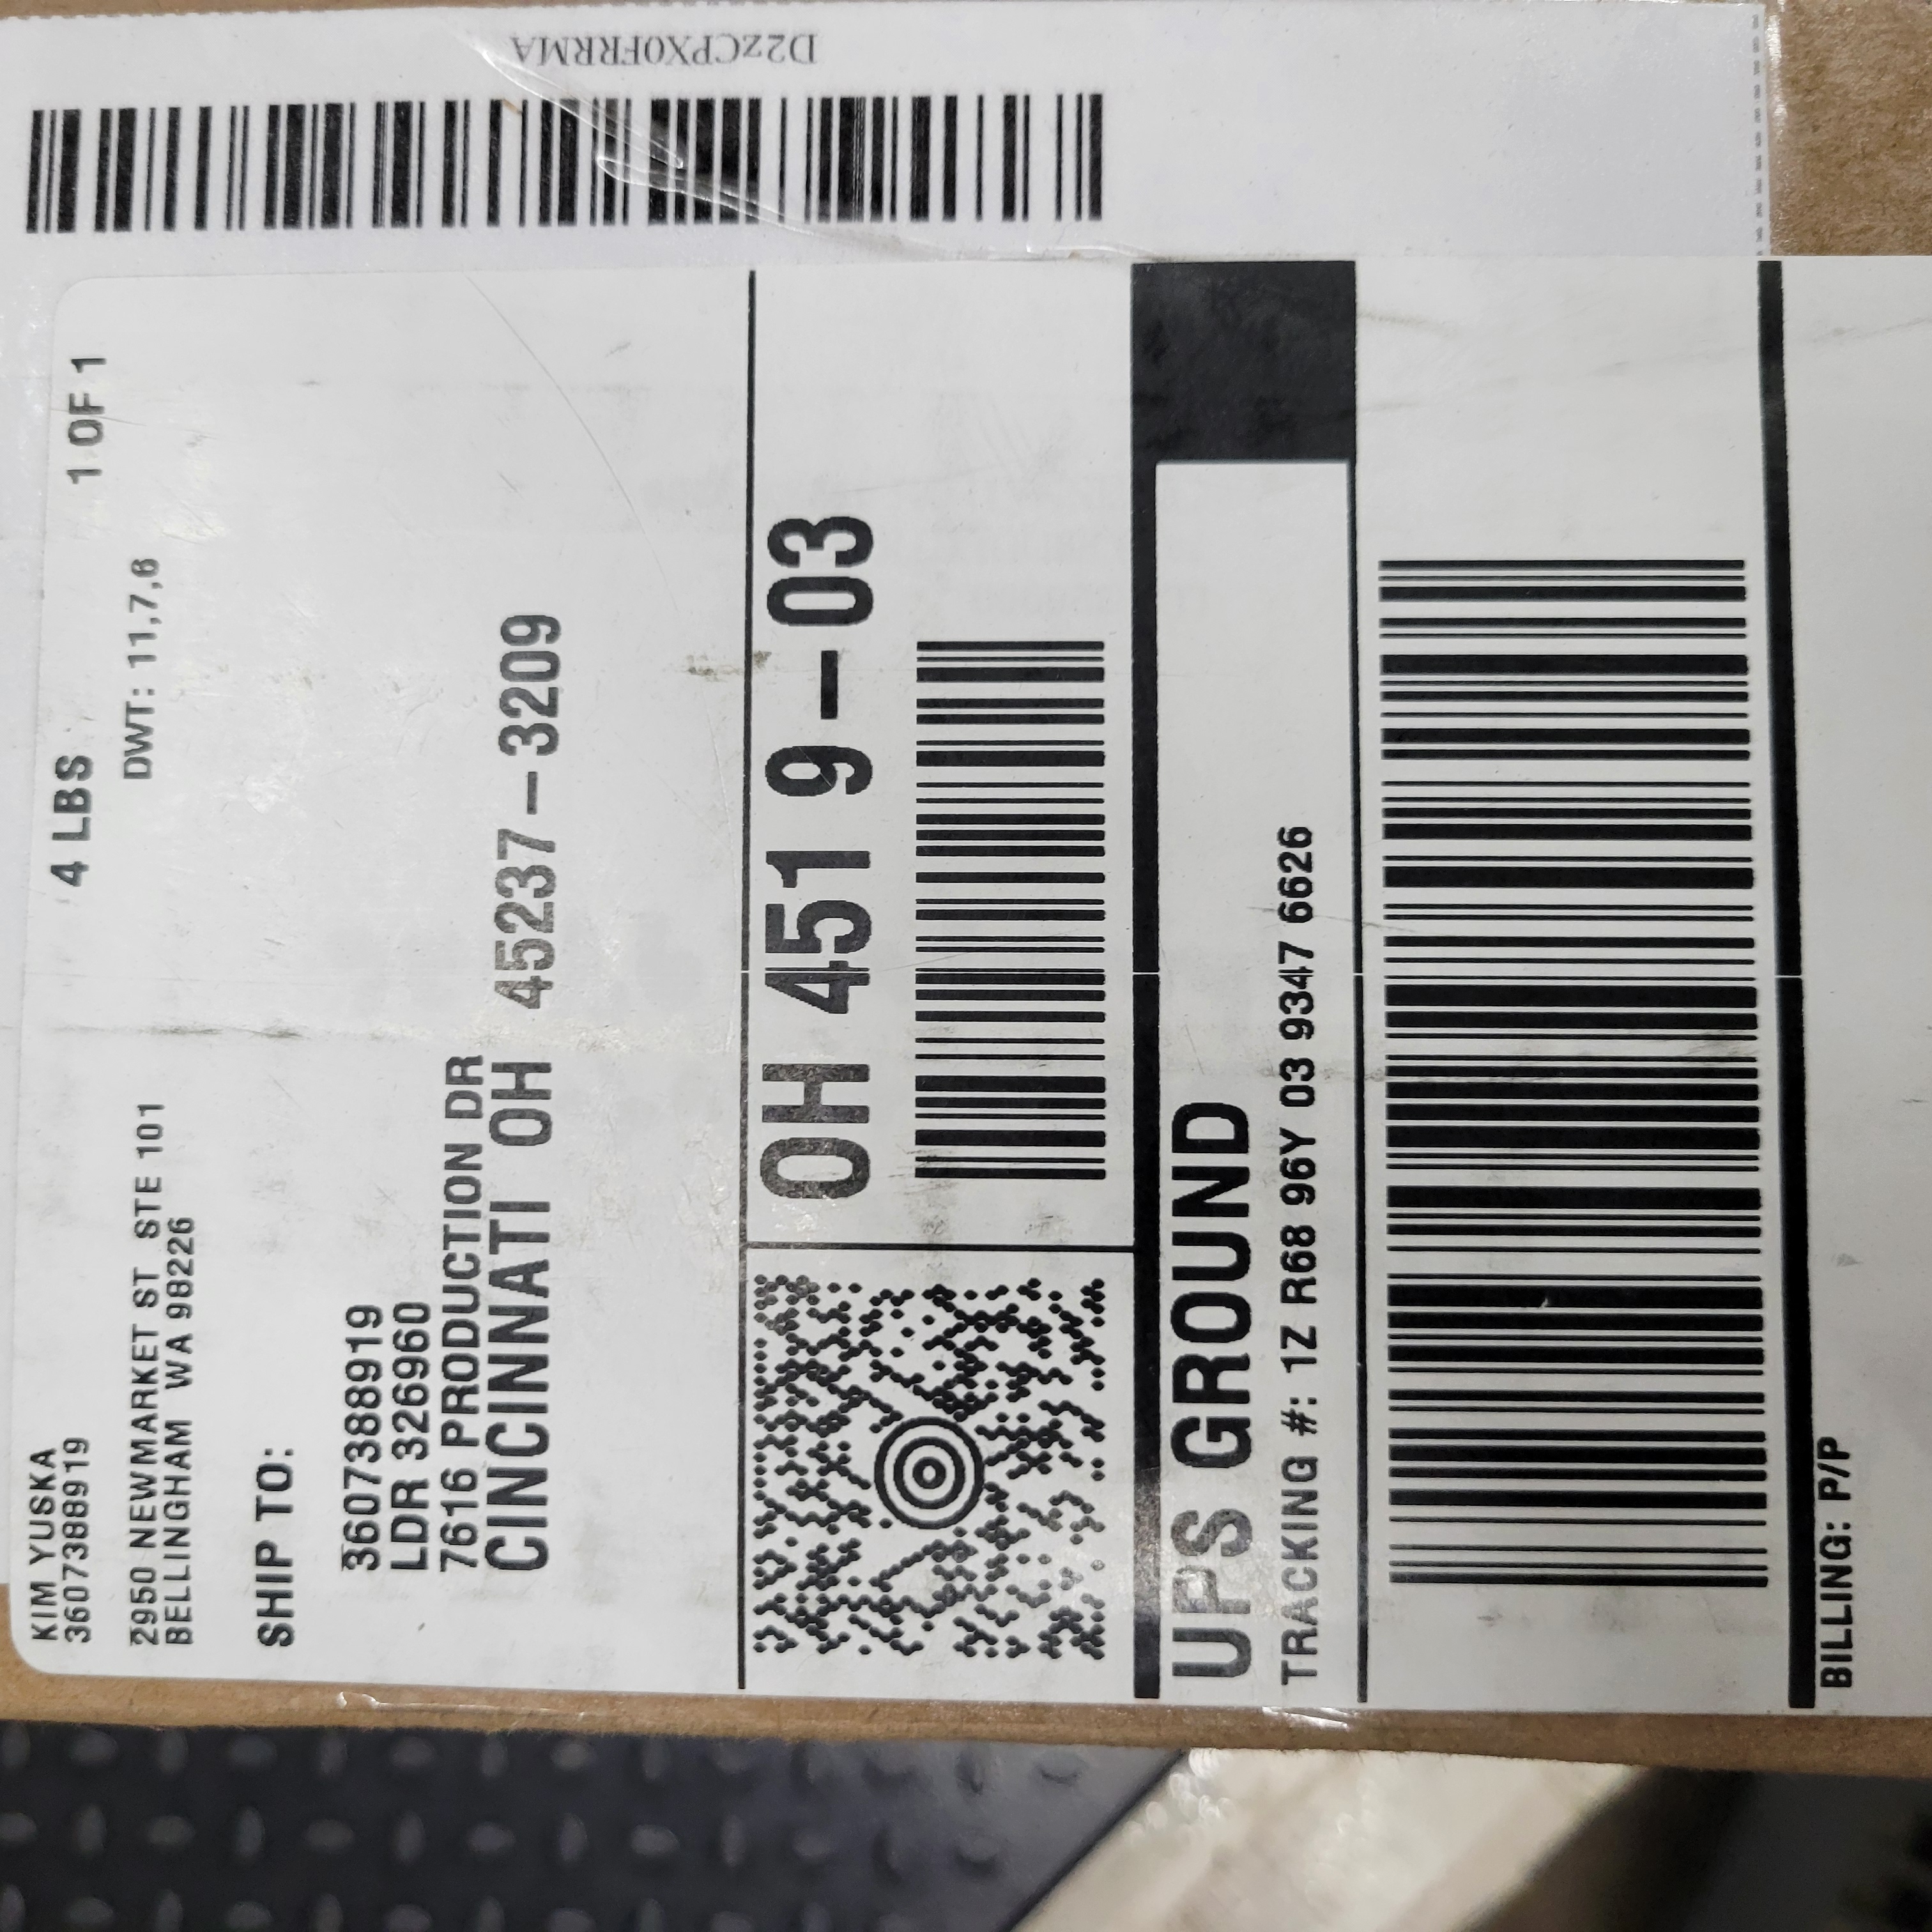 D2zCPX0FRRMA
KIM YUSKA
3607388919
2950 NEWMARKET ST STE 101
BELLINGHAM WA 98226
4 LBS
1 OF 1
DWT: 11,7,6
SHIP TO:
3607388919
LDR 326960
7616 PRODUCTION DR
CINCINNATI OH 45237-3209
OH 451 9-03
UPS GROUND
TRACKING #: 1Z R68 96Y 03 9347 6626
BILLING: P/P